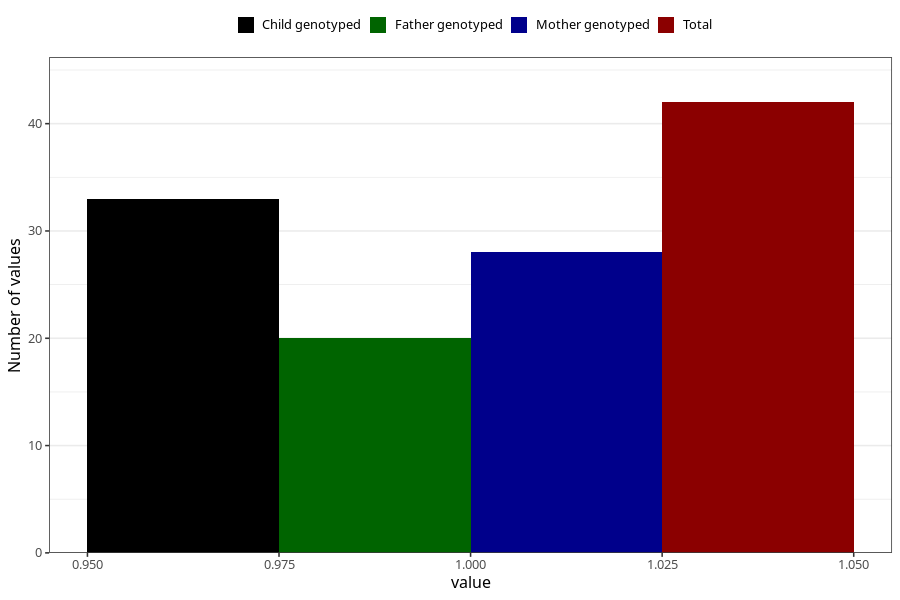 Child genotyped Father genotyped Mother genotyped Total
Number of values
40
30
20
10
0
0.950 0.975 1.000 1.025 1.050
value